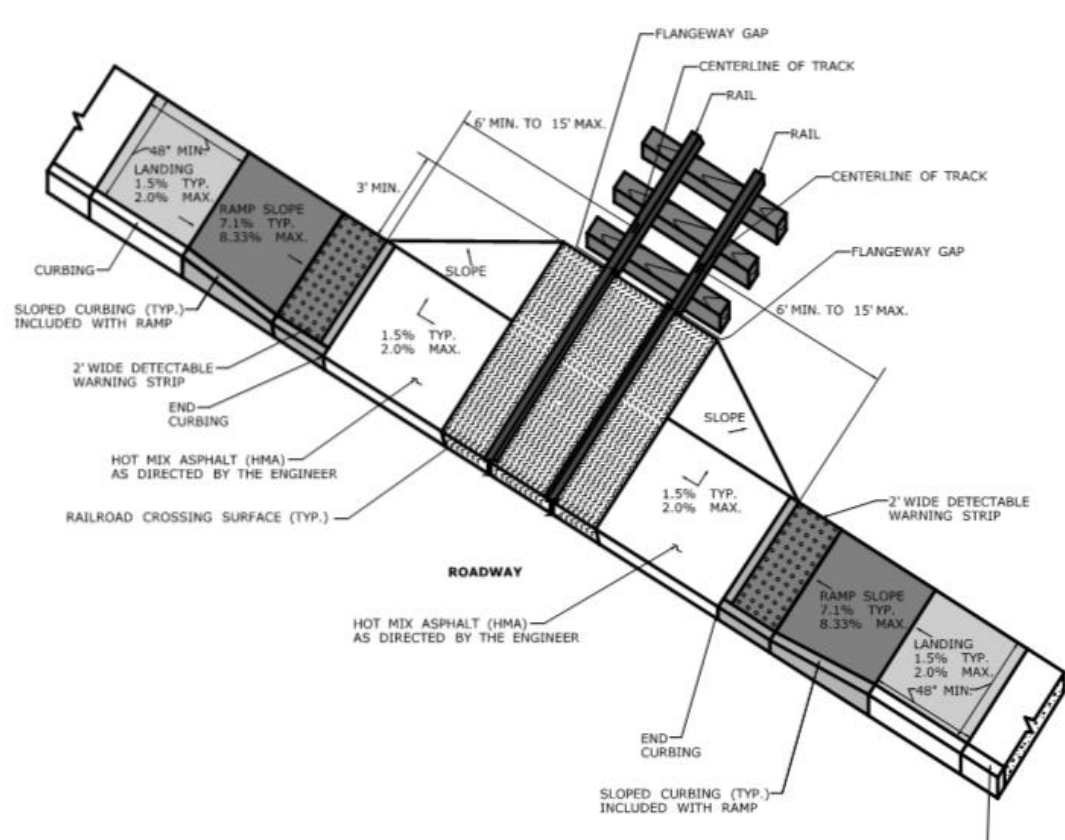 FLANGEWAY GAP
CENTERLINE OF TRACK
RAIL
6' MIN. TO 15' MAX.
RAIL
48" MIN.
LANDING
1.5% TYP.
2.0% MAX.
3' MIN.
CENTERLINE OF TRACK
RAMP SLOPE
7.1% TYP.
8.33% MAX.
FLANGEWAY GAP
CURBING
SLOPE
SLOPED CURBING (TYP.)
INCLUDED WITH RAMP
6' MIN. TO 15' MAX.
1.5% TYP.
2.0% MAX.
2' WIDE DETECTABLE
WARNING STRIP
END
CURBING
SLOPE
HOT MIX ASPHALT (HMA)
AS DIRECTED BY THE ENGINEER
1.5% TYP.
2.0% MAX.
2' WIDE DETECTABLE
WARNING STRIP
RAILROAD CROSSING SURFACE (TYP.)
ROADWAY
RAMP SLOPE
7.1% TYP.
8.33% MAX.
HOT MIX ASPHALT (HMA)
AS DIRECTED BY THE ENGINEER
LANDING
1.5% TYP.
2.0% MAX.
48" MIN.
END
CURBING
SLOPED CURBING (TYP.)
INCLUDED WITH RAMP